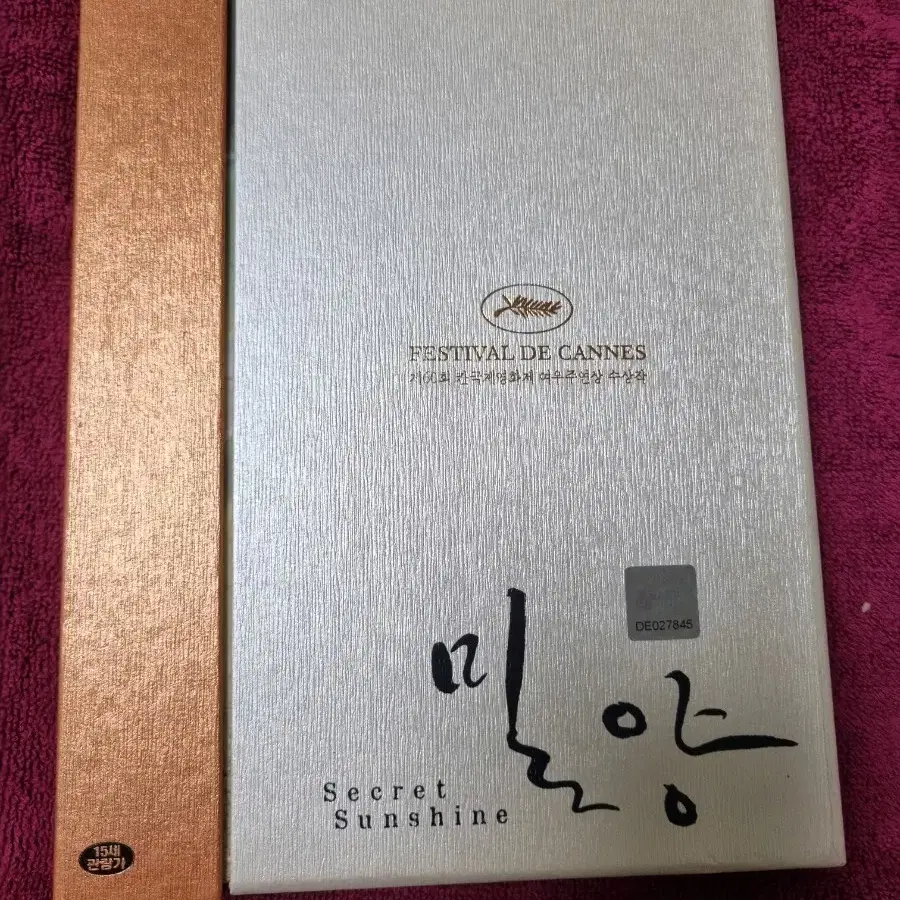 FESTIVAL DE CANNES
제60회 칸국제영화제 여우주연상 수상작
DE027845
밀양
Secret
Sunshine
15세
관람가